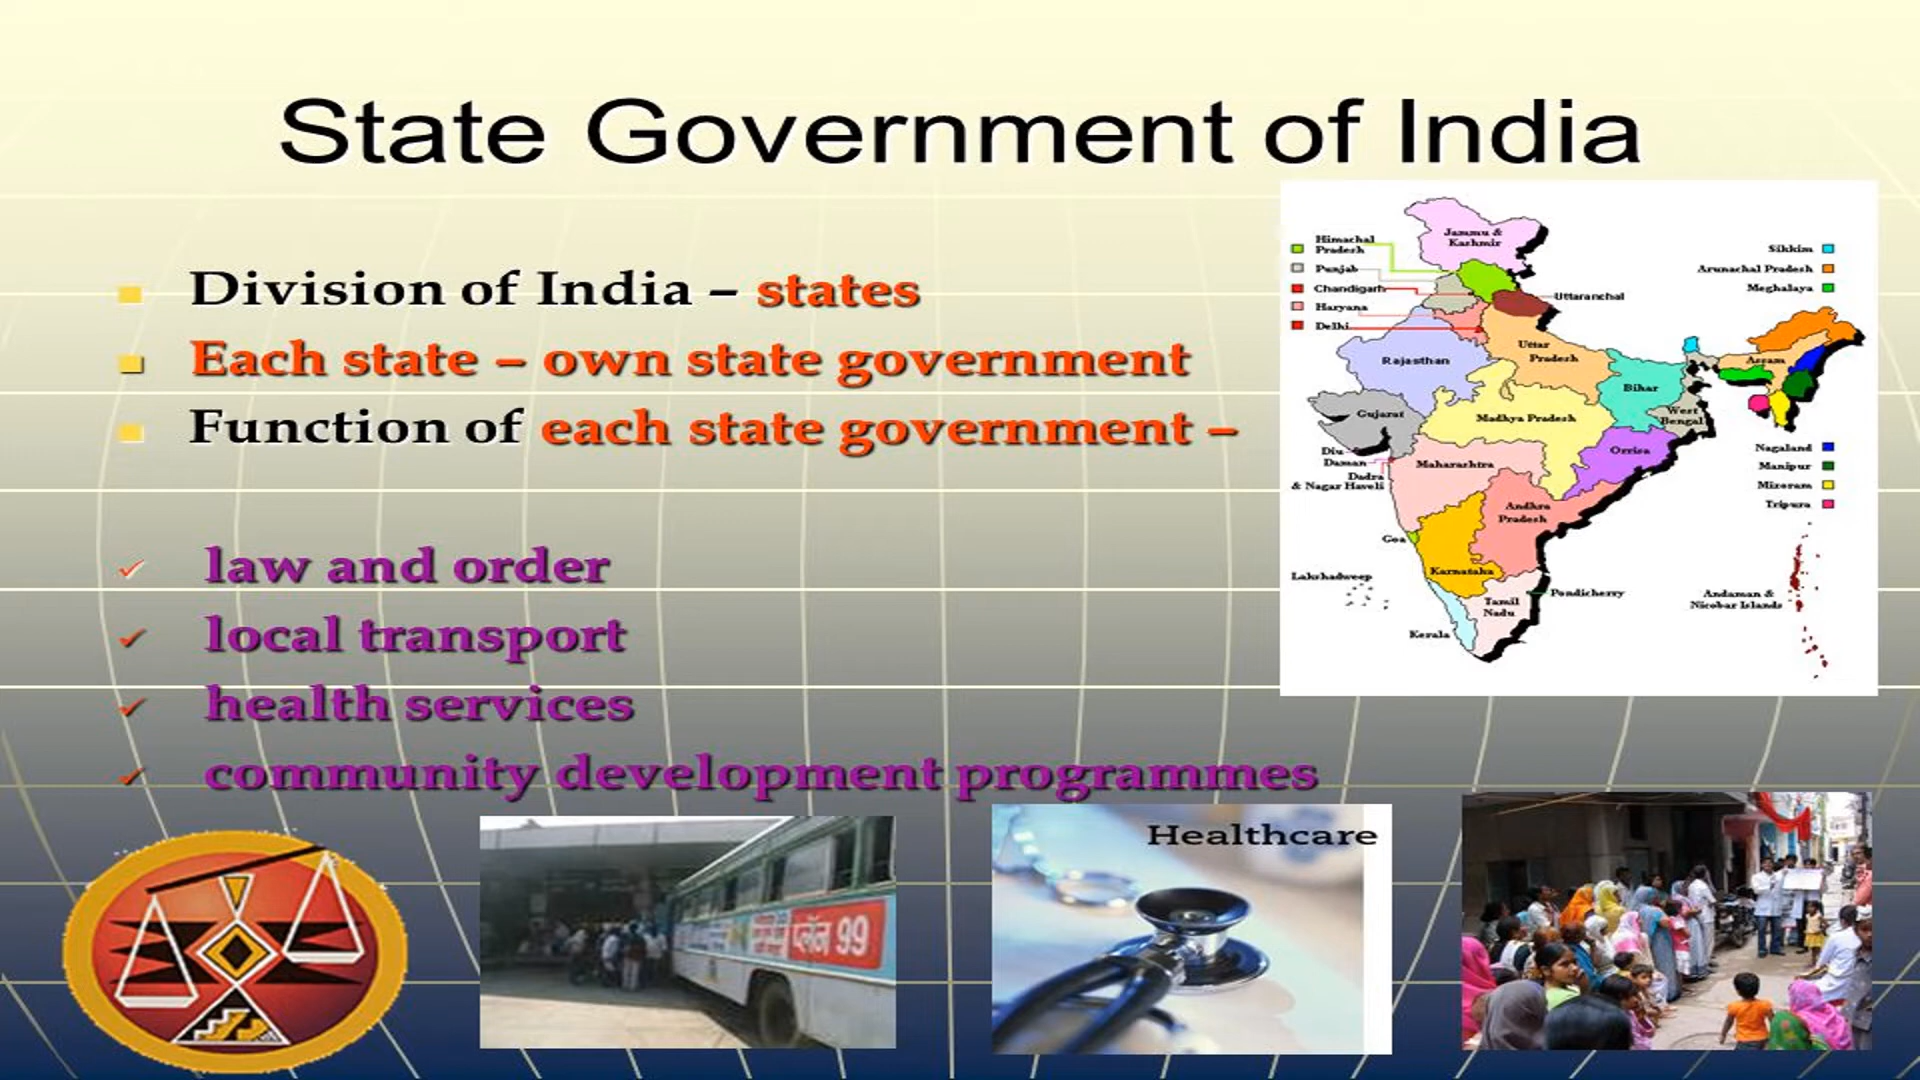 State Government of India
Division of India – states
Each state – own state government
Function of each state government –
law and order
local transport
health services
community development programmes
Jammu &
Kashmir
Himachal
Pradesh
Punjab
Chandigarh
Haryana
Delhi
Uttaranchal
Sikkim
Arunachal Pradesh
Meghalaya
Rajasthan
Uttar
Pradesh
Bihar
Assam
Gujarat
Madhya Pradesh
West
Bengal
Diu
Daman
Dadra
& Nagar Haveli
Maharashtra
Orrisa
Nagaland
Manipur
Mizoram
Tripura
Andhra
Pradesh
Goa
Karnataka
Lakshadweep
Tamil
Nadu
Pondicherry
Kerala
Andaman &
Nicobar Islands
प्लॅन 99
Healthcare